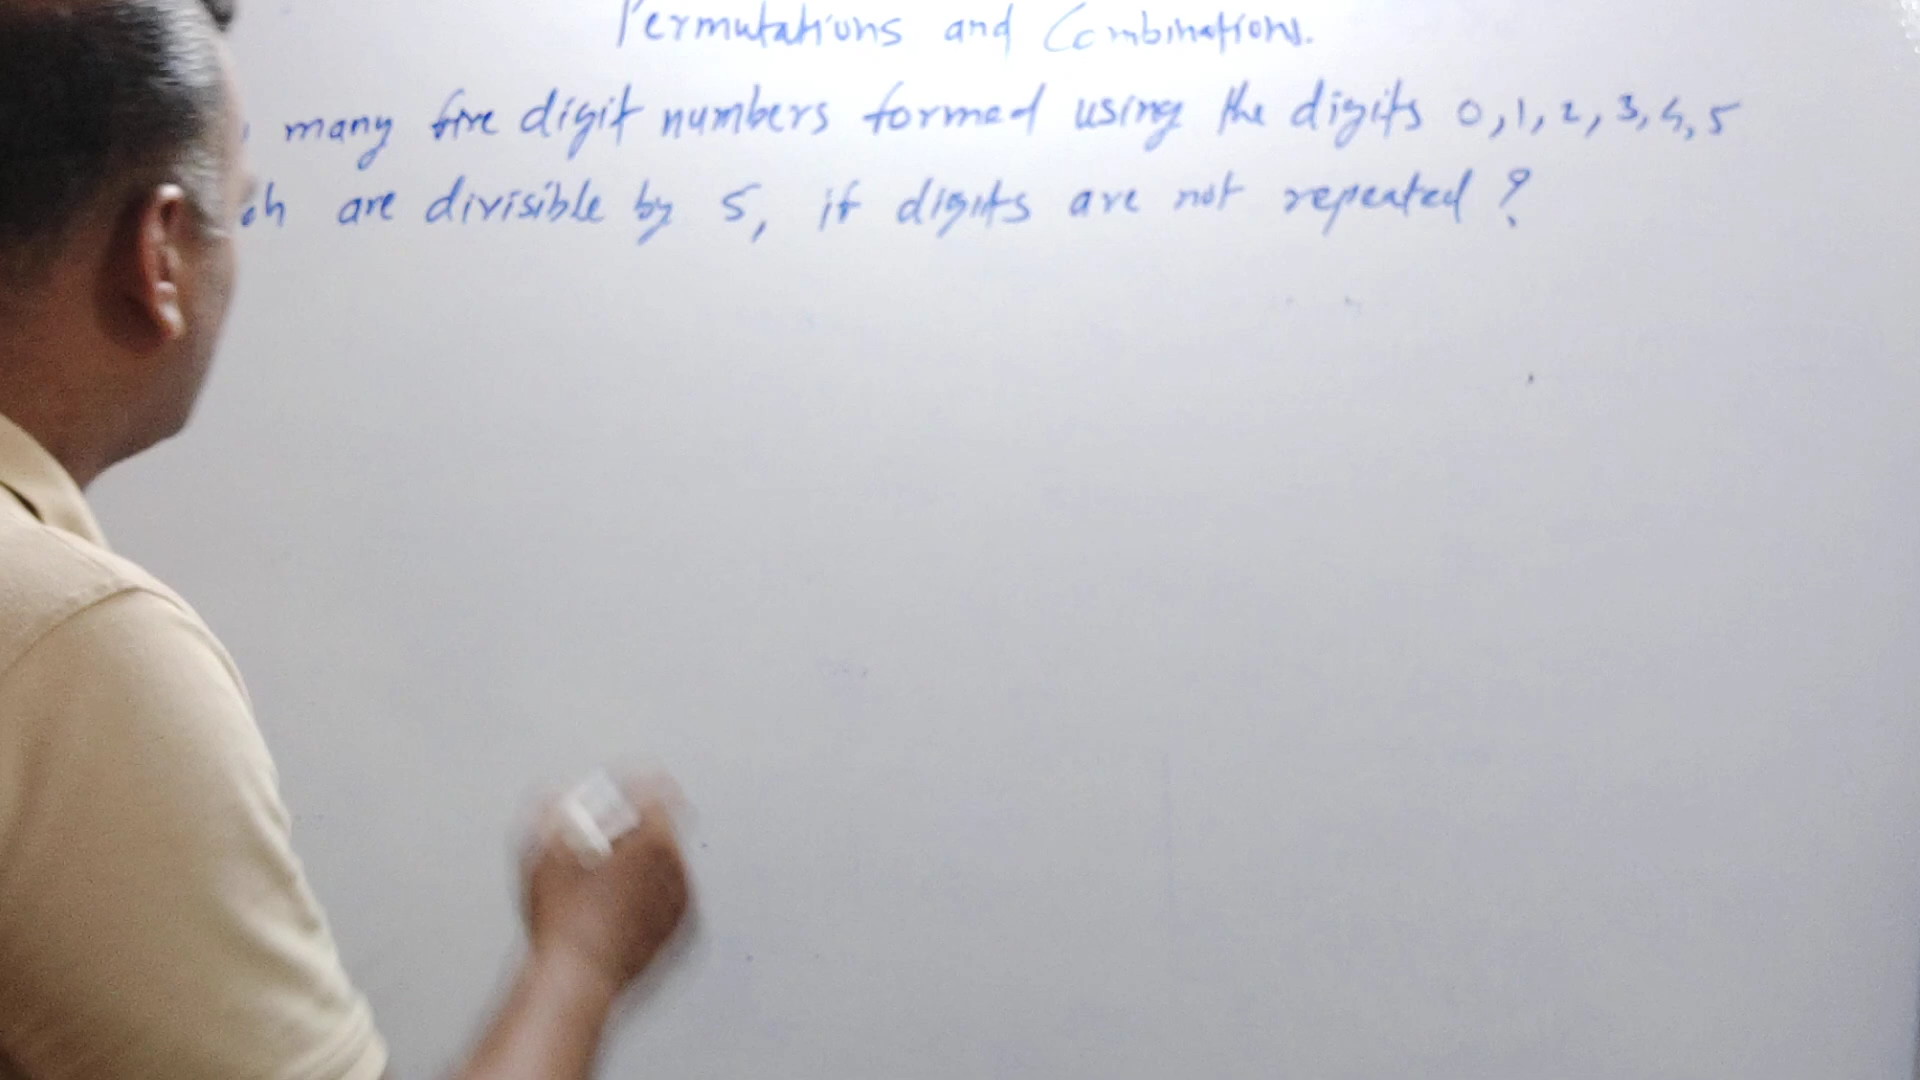 Permutations and Combinations.
many five digit numbers formed using the digits 0,1,2,3,4,5
ch are divisible by 5, if digits are not repeated ?